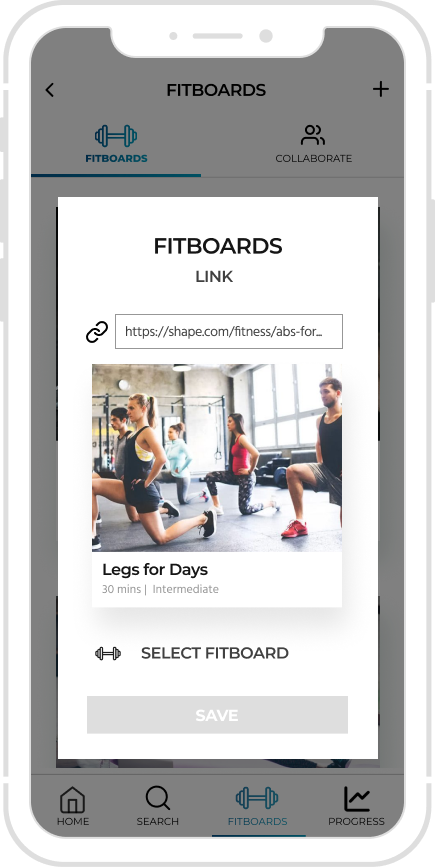 FITBOARDS
FITBOARDS
COLLABORATE
FITBOARDS
LINK
https://shape.com/fitness/abs-for...
Legs for Days
30 mins | Intermediate
SELECT FITBOARD
SAVE
HOME
SEARCH
FITBOARDS
PROGRESS